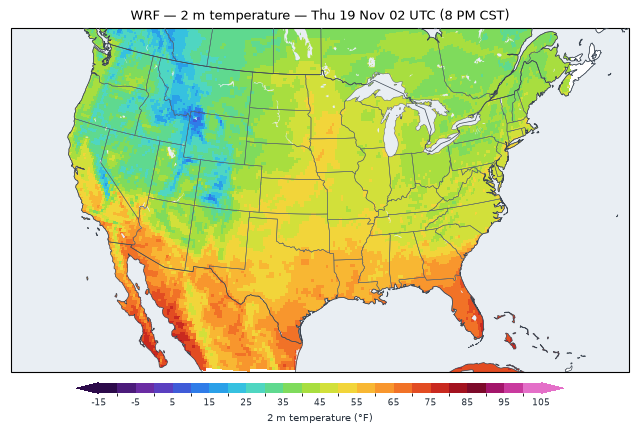 WRF — 2 m temperature — Thu 19 Nov 02 UTC (8 PM CST)
-15 -5 5 15 25 35 45 55 65 75 85 95 105
2 m temperature (°F)